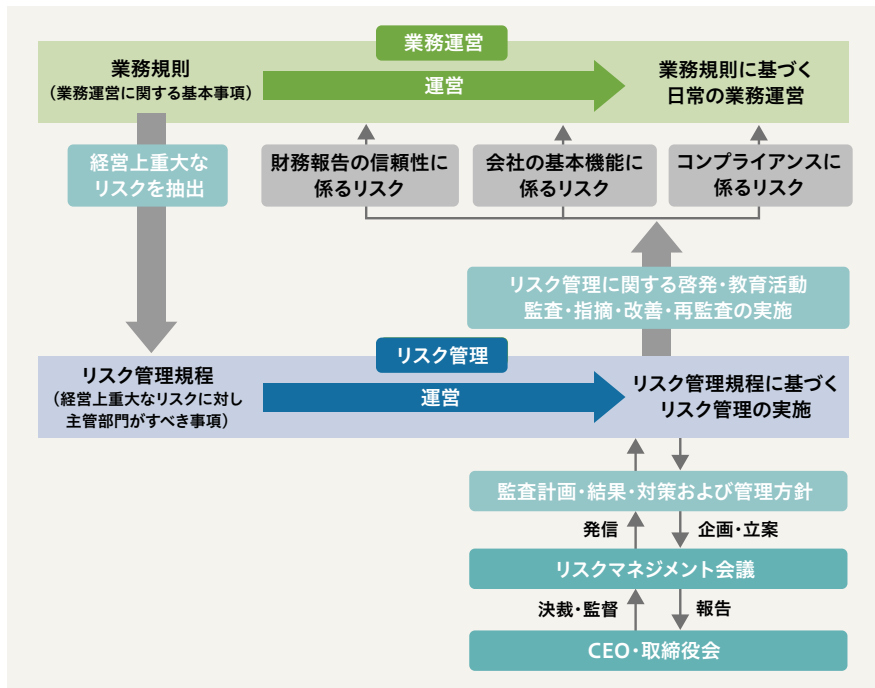 業務運営
業務規則
（業務運営に関する基本事項）
運営
業務規則に基づく
日常の業務運営
経営上重大な
リスクを抽出
財務報告の信頼性に
係るリスク
会社の基本機能に
係るリスク
コンプライアンスに
係るリスク
リスク管理に関する啓発・教育活動
監査・指摘・改善・再監査の実施
リスク管理
リスク管理規程
（経営上重大なリスクに対し
主管部門がすべき事項）
運営
リスク管理規程に基づく
リスク管理の実施
監査計画・結果・対策および管理方針
発信
企画・立案
リスクマネジメント会議
決裁・監督
報告
CEO・取締役会